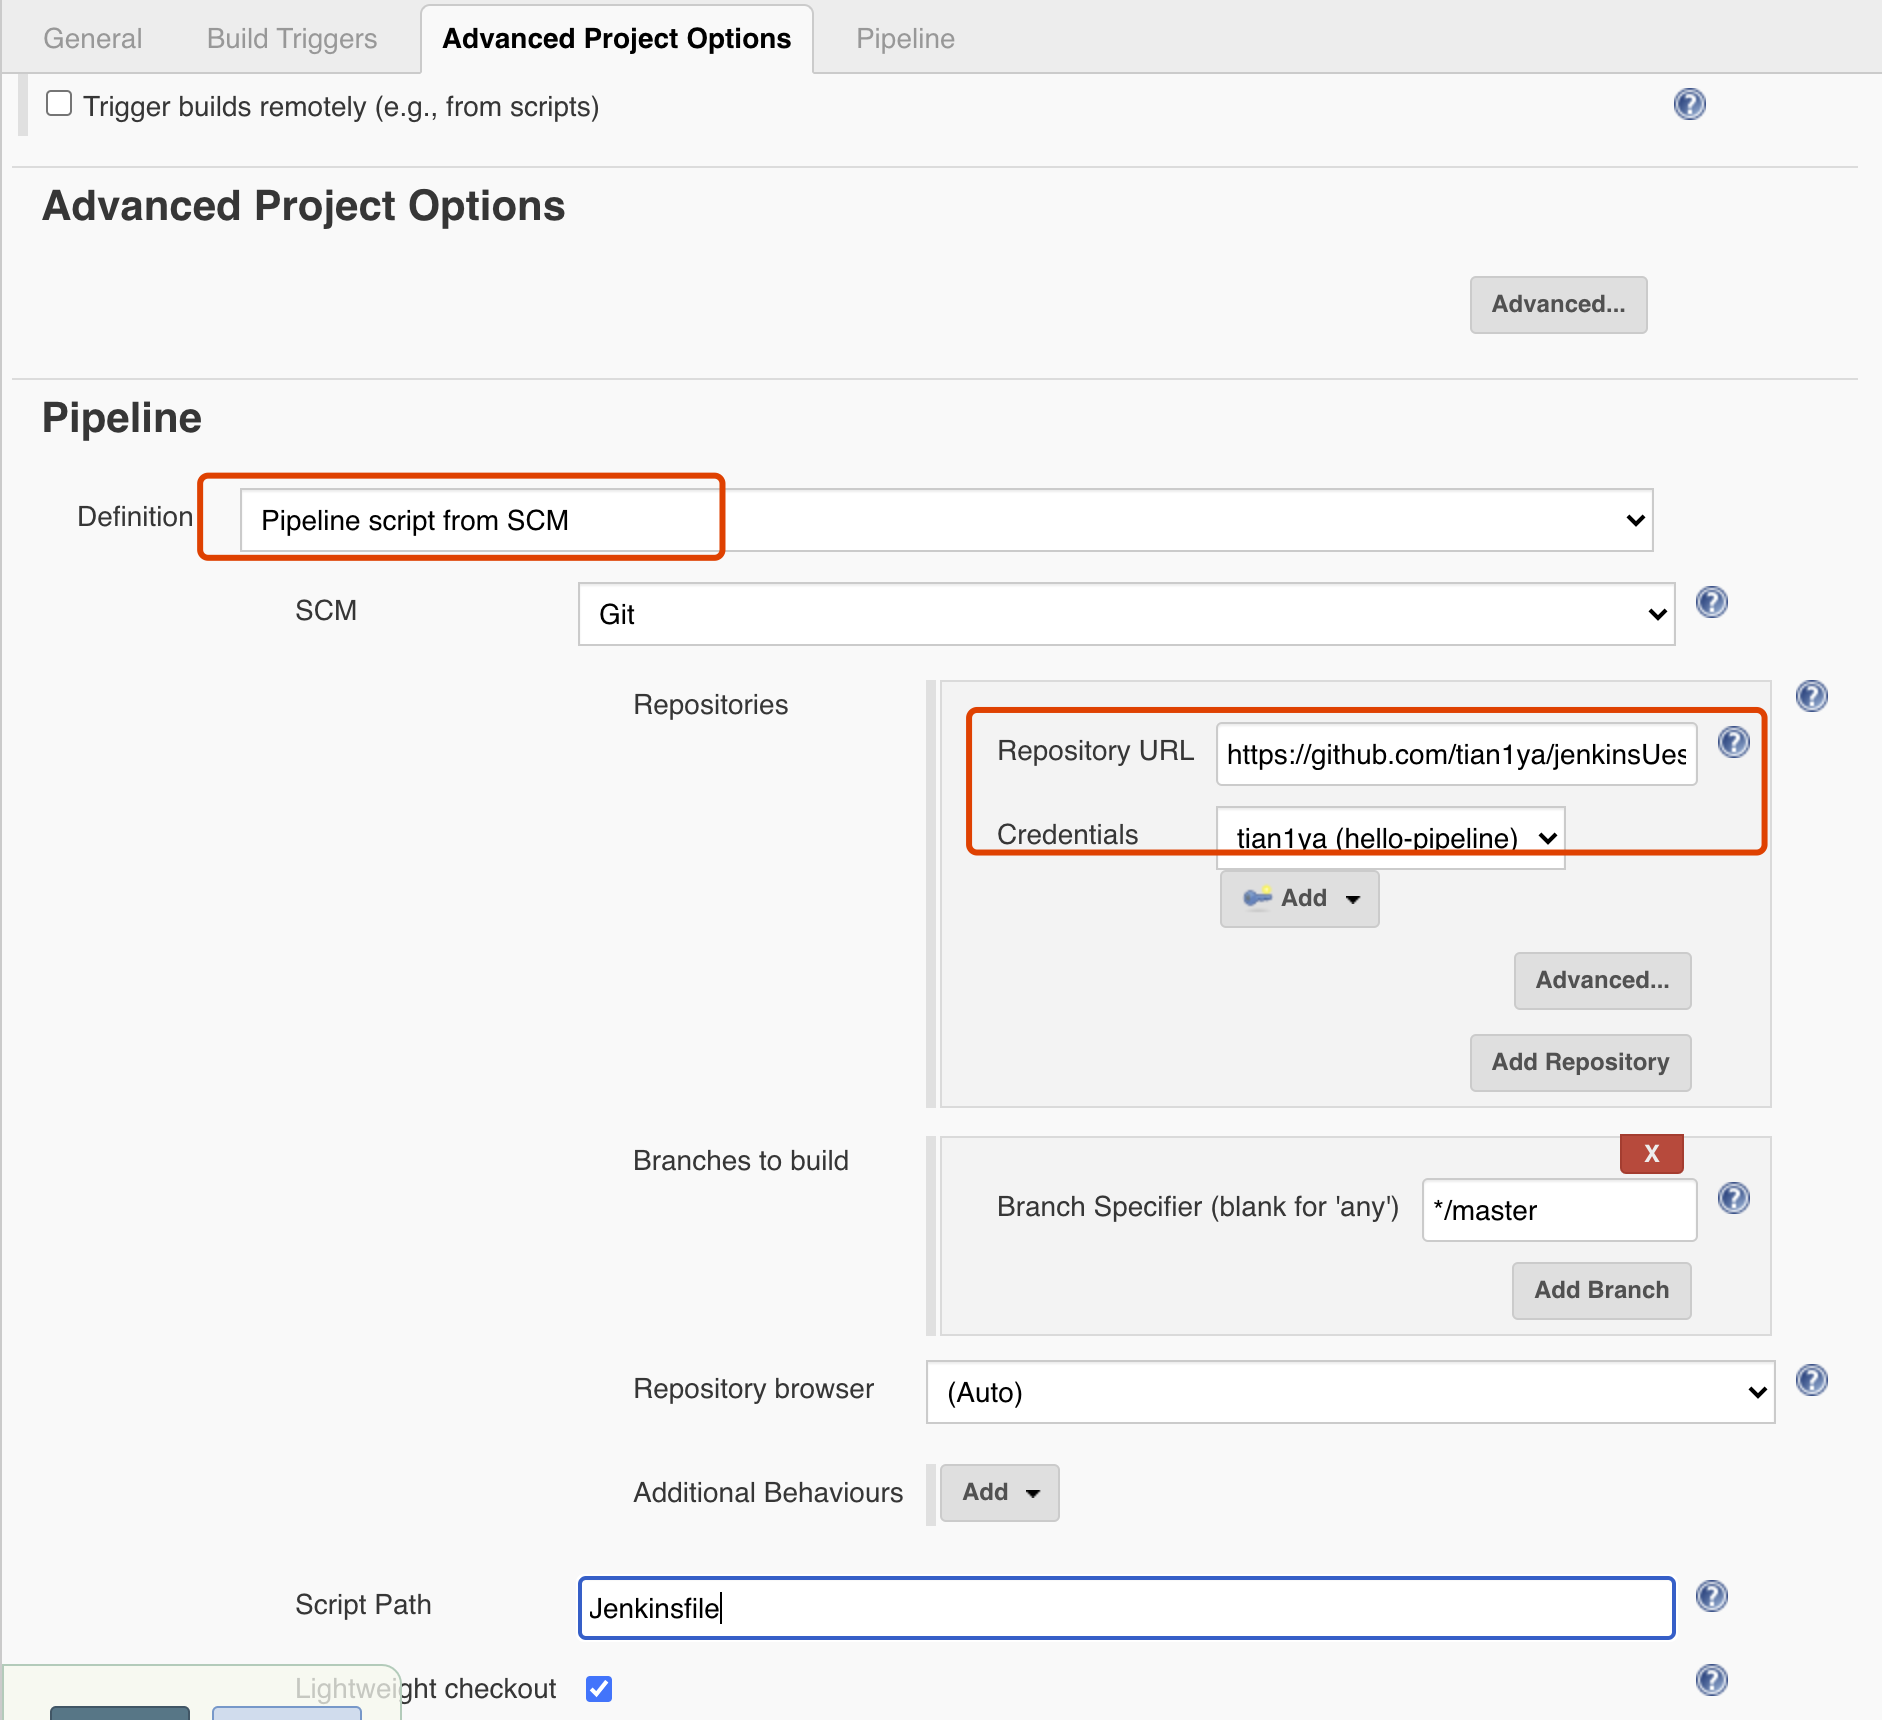 General Build Triggers Advanced Project Options Pipeline
Trigger builds remotely (e.g., from scripts)
Advanced Project Options
Advanced...
Pipeline
Definition Pipeline script from SCM
SCM Git
Repositories
Repository URL https://github.com/tian1ya/jenkinsUes
Credentials tian1ya (hello-pipeline)
Add
Advanced...
Add Repository
Branches to build
X
Branch Specifier (blank for 'any') */master
Add Branch
Repository browser (Auto)
Additional Behaviours Add
Script Path Jenkinsfile
Lightweight checkout